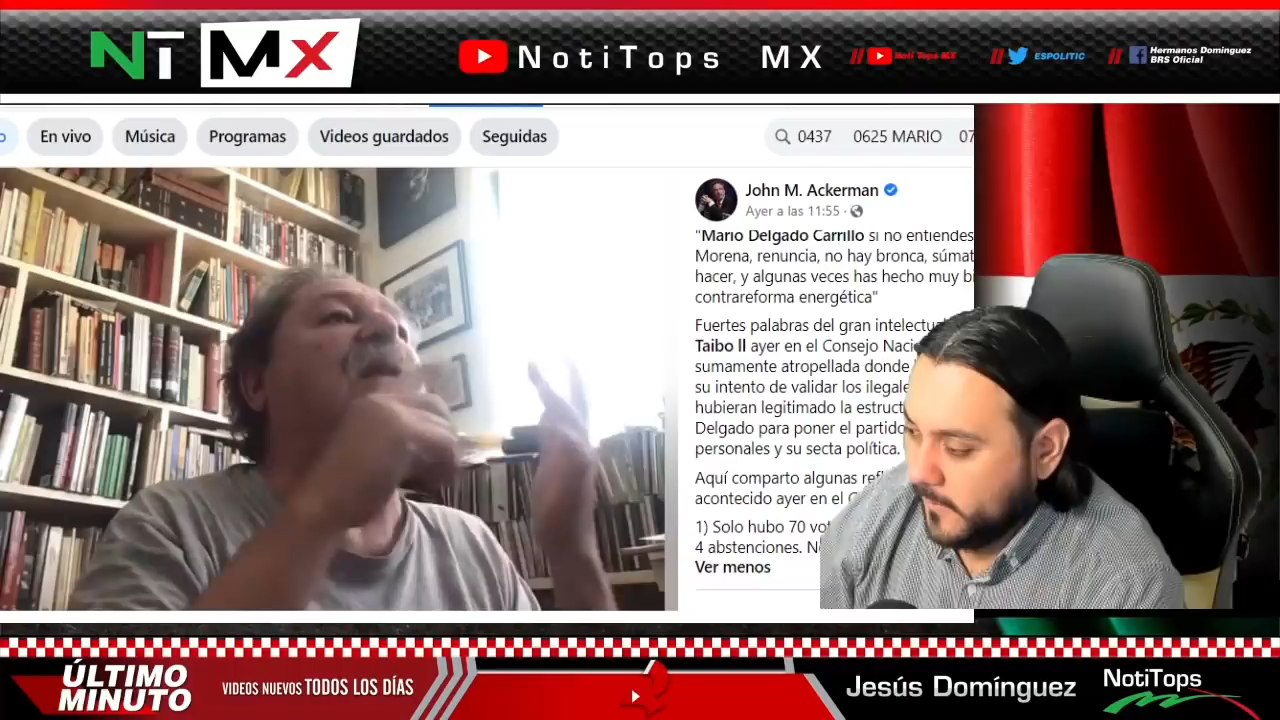 NT MX
NotiTops MX
Noti Tops MX
ESPOLITIC
Hermanos Domínguez
BRS Oficial
En vivo
Música
Programas
Videos guardados
Seguidas
0437 0625 MARIO 07
John M. Ackerman
Ayer a las 11:55
"Mario Delgado Carrillo si no entiendes
Morena, renuncia, no hay bronca, súmat
hacer, y algunas veces has hecho muy bi
contrareforma energética"
Fuertes palabras del gran intelectu
Taibo II ayer en el Consejo Naci
sumamente atropellada donde
su intento de validar los ilegale
hubieran legitimado la estruct
Delgado para poner el partido
personales y su secta política.
Aquí comparto algunas ref
acontecido ayer en el C
1) Solo hubo 70 vot
4 abstenciones. N
Ver menos
ÚLTIMO
MINUTO
VIDEOS NUEVOS TODOS LOS DÍAS
Jesús Domínguez
NotiTops